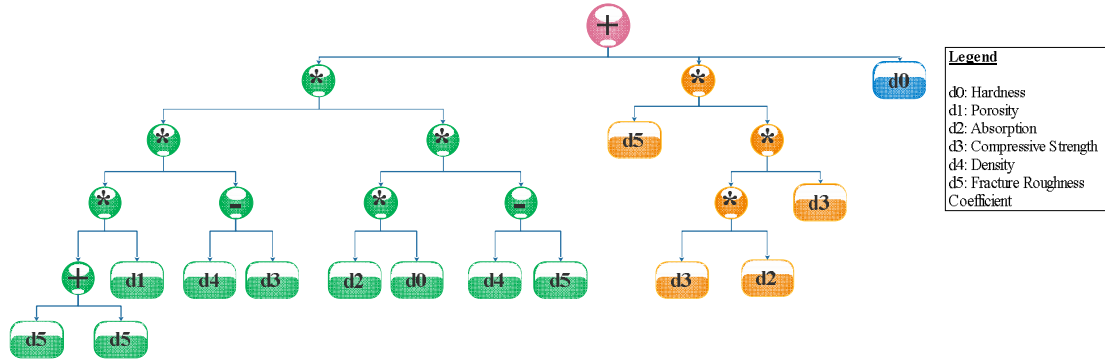 +
* * d0
* * d5 *
* - * - * d3
+ d1 d4 d3 d2 d0 d4 d5 d3 d2
d5 d5
Legend
d0: Hardness
d1: Porosity
d2: Absorption
d3: Compressive Strength
d4: Density
d5: Fracture Roughness
Coefficient